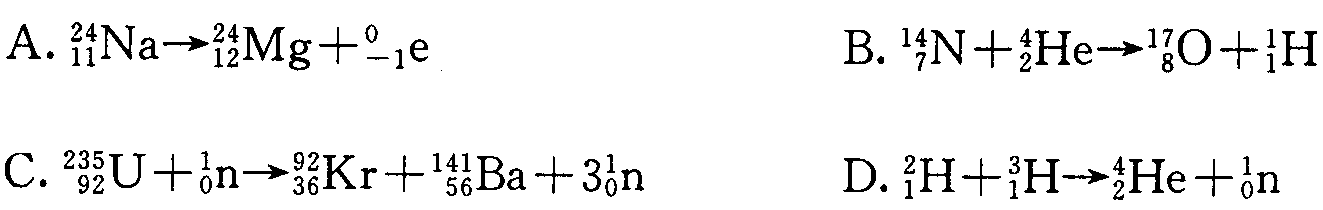 A. ²⁴₁₁Na→²⁴₁₂Mg+⁰₋₁e B. ¹⁴₇N+⁴₂He→¹⁷₈O+¹₁H
C. ²³⁵₉₂U+¹₀n→⁹²₃₆Kr+¹⁴¹₅₆Ba+3¹₀n D. ²₁H+³₁H→⁴₂He+¹₀n